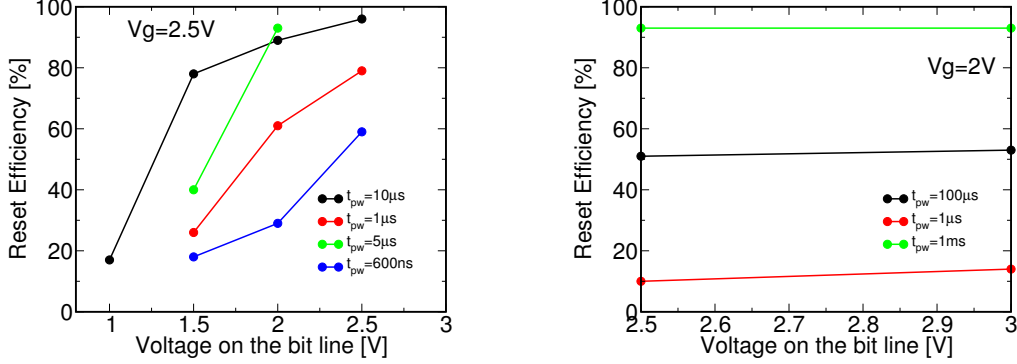 100
80
60
40
20
0
Reset Efficiency [%]
Vg=2.5V
t_pw=10μs
t_pw=1μs
t_pw=5μs
t_pw=600ns
1 1.5 2 2.5 3
Voltage on the bit line [V]
100
80
60
40
20
0
Reset Efficiency [%]
Vg=2V
t_pw=100μs
t_pw=1μs
t_pw=1ms
2.5 2.6 2.7 2.8 2.9 3
Voltage on the bit line [V]